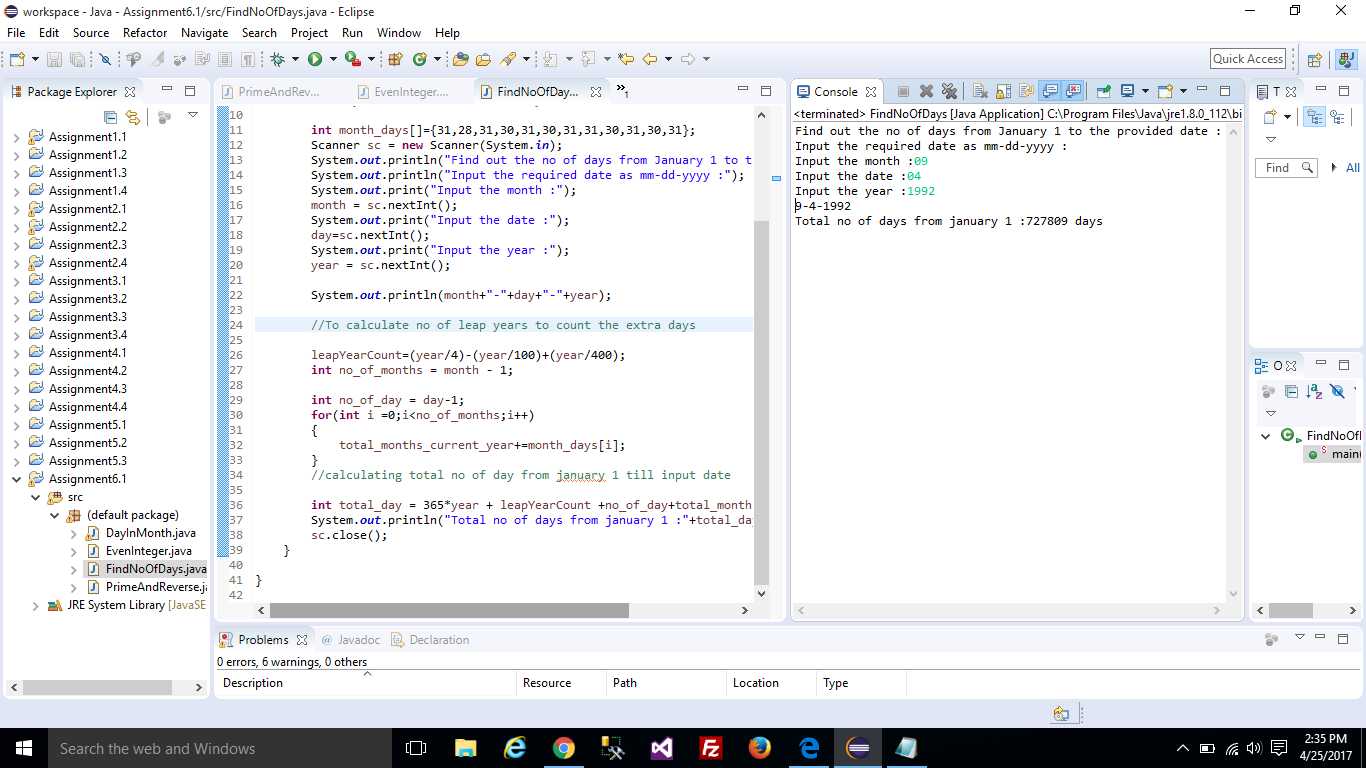 workspace - Java - Assignment6.1/src/FindNoOfDays.java - Eclipse
File Edit Source Refactor Navigate Search Project Run Window Help
Quick Access
Package Explorer
Assignment1.1
Assignment1.2
Assignment1.3
Assignment1.4
Assignment2.1
Assignment2.2
Assignment2.3
Assignment2.4
Assignment3.1
Assignment3.2
Assignment3.3
Assignment3.4
Assignment4.1
Assignment4.2
Assignment4.3
Assignment4.4
Assignment5.1
Assignment5.2
Assignment5.3
Assignment6.1
src
(default package)
DayInMonth.java
EvenInteger.java
FindNoOfDays.java
PrimeAndReverse.ja
JRE System Library [JavaSE
PrimeAndRev... EvenInteger.... FindNoOfDay... »1
10
11 int month_days[]={31,28,31,30,31,30,31,31,30,31,30,31};
12 Scanner sc = new Scanner(System.in);
13 System.out.println("Find out the no of days from January 1 to t
14 System.out.println("Input the required date as mm-dd-yyyy :");
15 System.out.print("Input the month :");
16 month = sc.nextInt();
17 System.out.print("Input the date :");
18 day=sc.nextInt();
19 System.out.print("Input the year :");
20 year = sc.nextInt();
21
22 System.out.println(month+"-"+day+"-"+year);
23
24 //To calculate no of leap years to count the extra days
25
26 leapYearCount=(year/4)-(year/100)+(year/400);
27 int no_of_months = month - 1;
28
29 int no_of_day = day-1;
30 for(int i =0;i<no_of_months;i++)
31 {
32 total_months_current_year+=month_days[i];
33 }
34 //calculating total no of day from january 1 till input date
35
36 int total_day = 365*year + leapYearCount +no_of_day+total_month
37 System.out.println("Total no of days from january 1 :"+total_da
38 sc.close();
39 }
40
41 }
42
Console
<terminated> FindNoOfDays [Java Application] C:\Program Files\Java\jre1.8.0_112\bi
Find out the no of days from January 1 to the provided date :
Input the required date as mm-dd-yyyy :
Input the month :09
Input the date :04
Input the year :1992
9-4-1992
Total no of days from january 1 :727809 days
T
Find All
O
FindNoOf
main(
Problems @ Javadoc Declaration
0 errors, 6 warnings, 0 others
Description Resource Path Location Type
Search the web and Windows
2:35 PM
4/25/2017